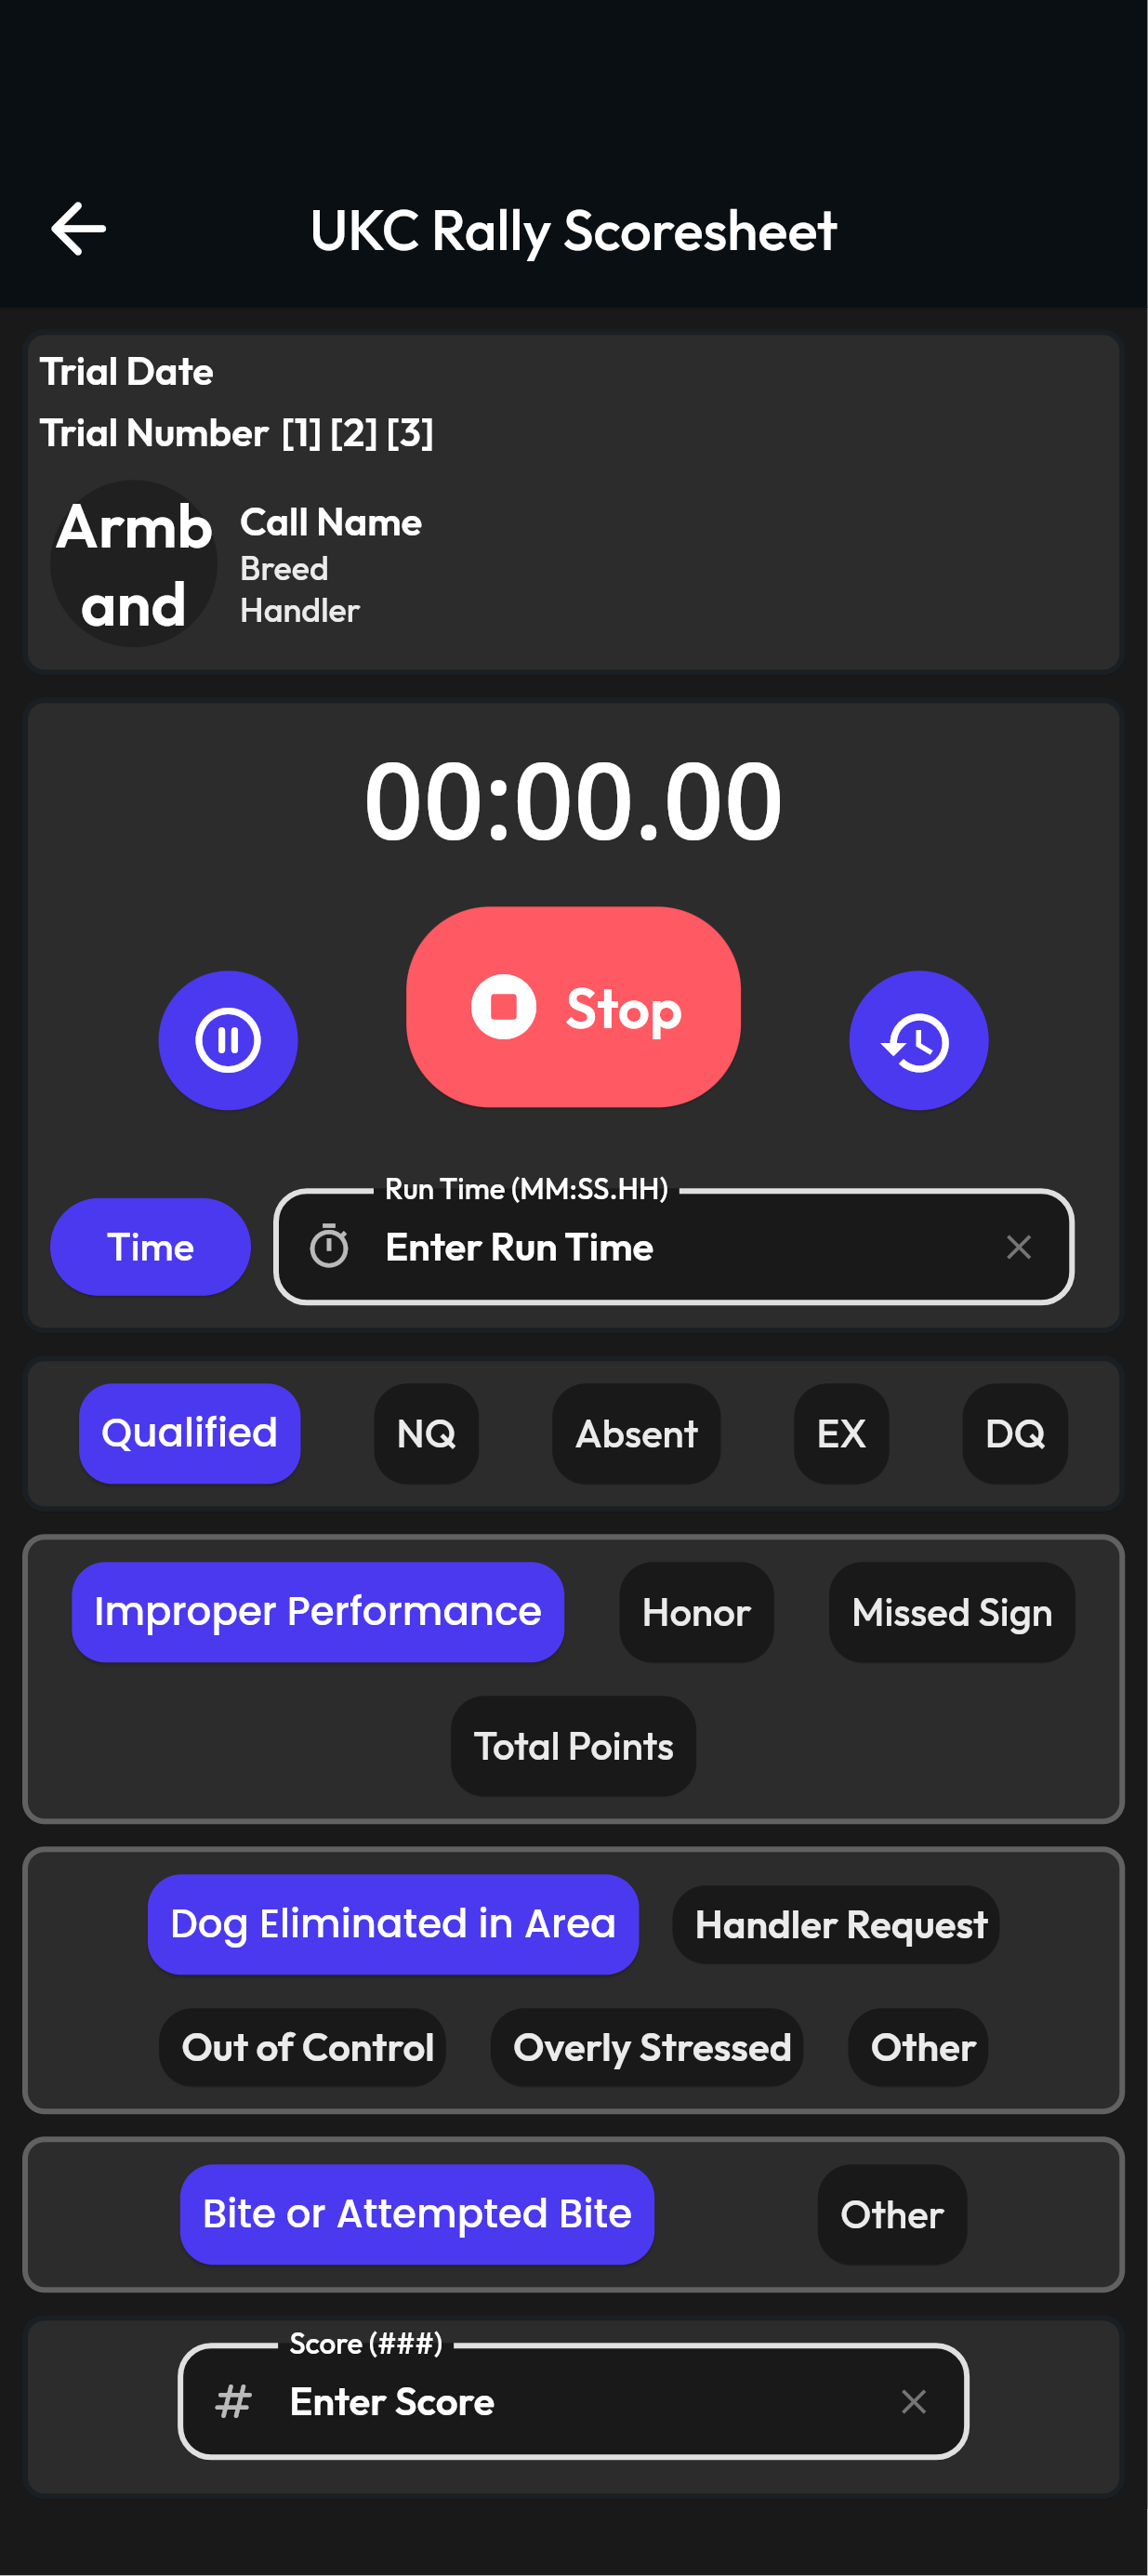 UKC Rally Scoresheet
Trial Date
Trial Number [1] [2] [3]
Armb
and
Call Name
Breed
Handler
00:00.00
Stop
Run Time (MM:SS.HH)
Time
Enter Run Time
Qualified NQ Absent EX DQ
Improper Performance Honor Missed Sign
Total Points
Dog Eliminated in Area Handler Request
Out of Control Overly Stressed Other
Bite or Attempted Bite Other
Score (###)
# Enter Score